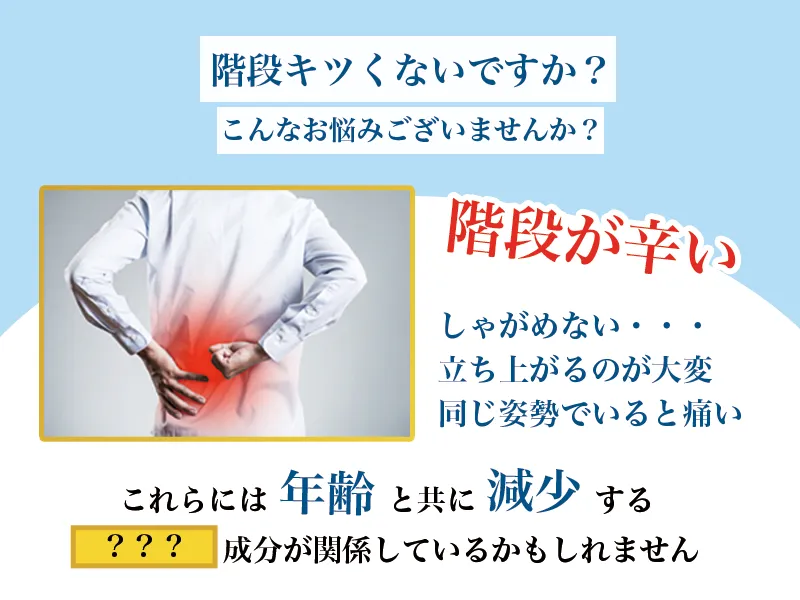 階段キツくないですか？
こんなお悩みございませんか？
階段が辛い
しゃがめない・・・
立ち上がるのが大変
同じ姿勢でいると痛い
これらには 年齢 と共に 減少 する
？？？ 成分が関係しているかもしれません